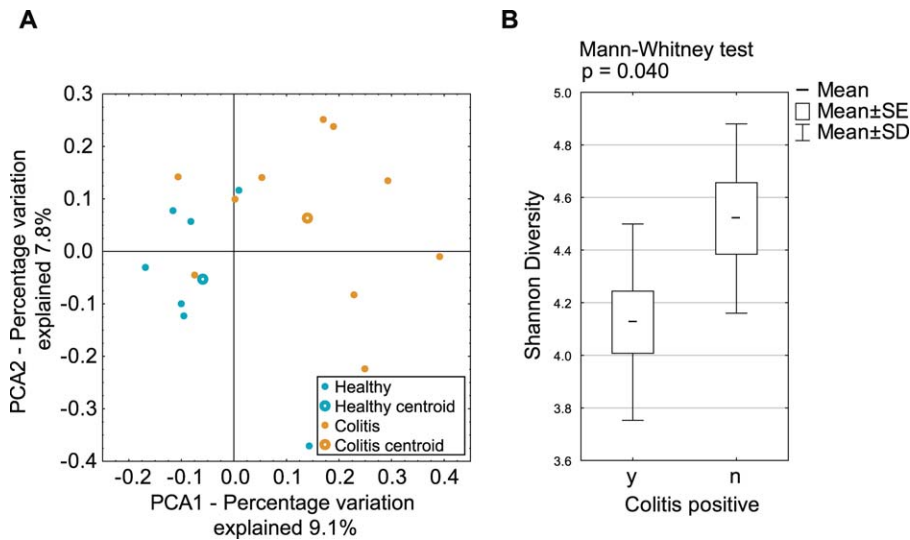 A
0.3
0.2
0.1
0.0
-0.1
-0.2
-0.3
-0.4
PCA2 - Percentage variation
explained 7.8%
Healthy
Healthy centroid
Colitis
Colitis centroid
-0.2 -0.1 0.0 0.1 0.2 0.3 0.4
PCA1 - Percentage variation
explained 9.1%
B
Mann-Whitney test
p = 0.040
Mean
Mean±SE
Mean±SD
5.0
4.8
4.6
4.4
4.2
4.0
3.8
3.6
Shannon Diversity
y n
Colitis positive